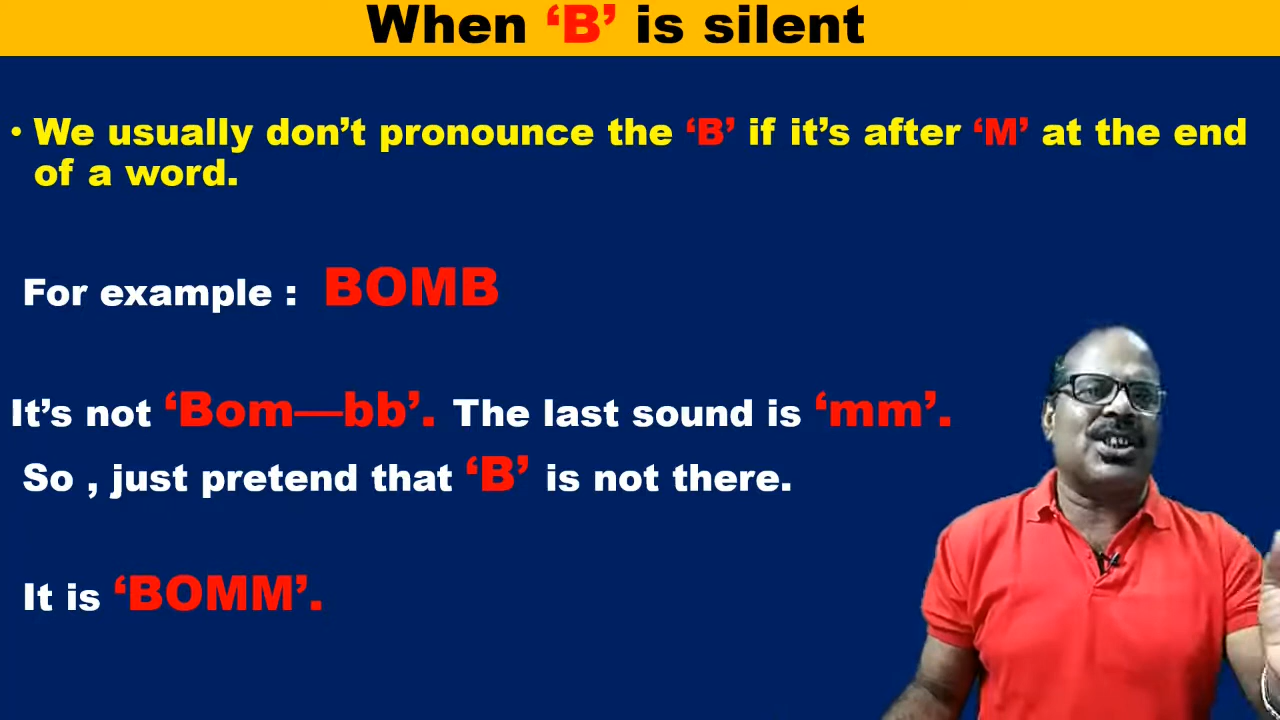 When ‘B’ is silent
• We usually don’t pronounce the ‘B’ if it’s after ‘M’ at the end
of a word.
For example : BOMB
It’s not ‘Bom—bb’. The last sound is ‘mm’.
So , just pretend that ‘B’ is not there.
It is ‘BOMM’.